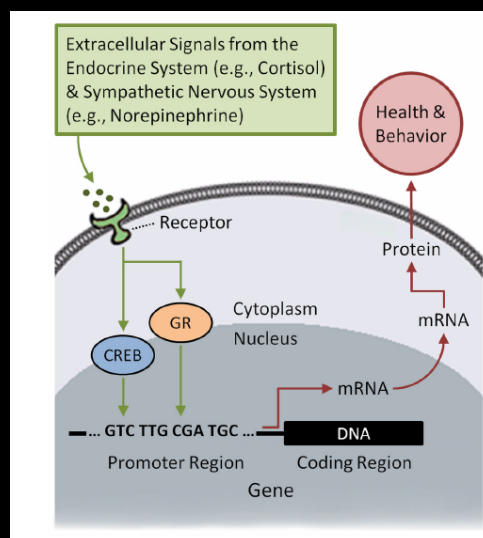 Extracellular Signals from the
Endocrine System (e.g., Cortisol)
& Sympathetic Nervous System
(e.g., Norepinephrine)
Health &
Behavior
Receptor
Protein
Cytoplasm
GR
mRNA
Nucleus
CREB
mRNA
... GTC TTG CGA TGC ...
DNA
Promoter Region
Coding Region
Gene